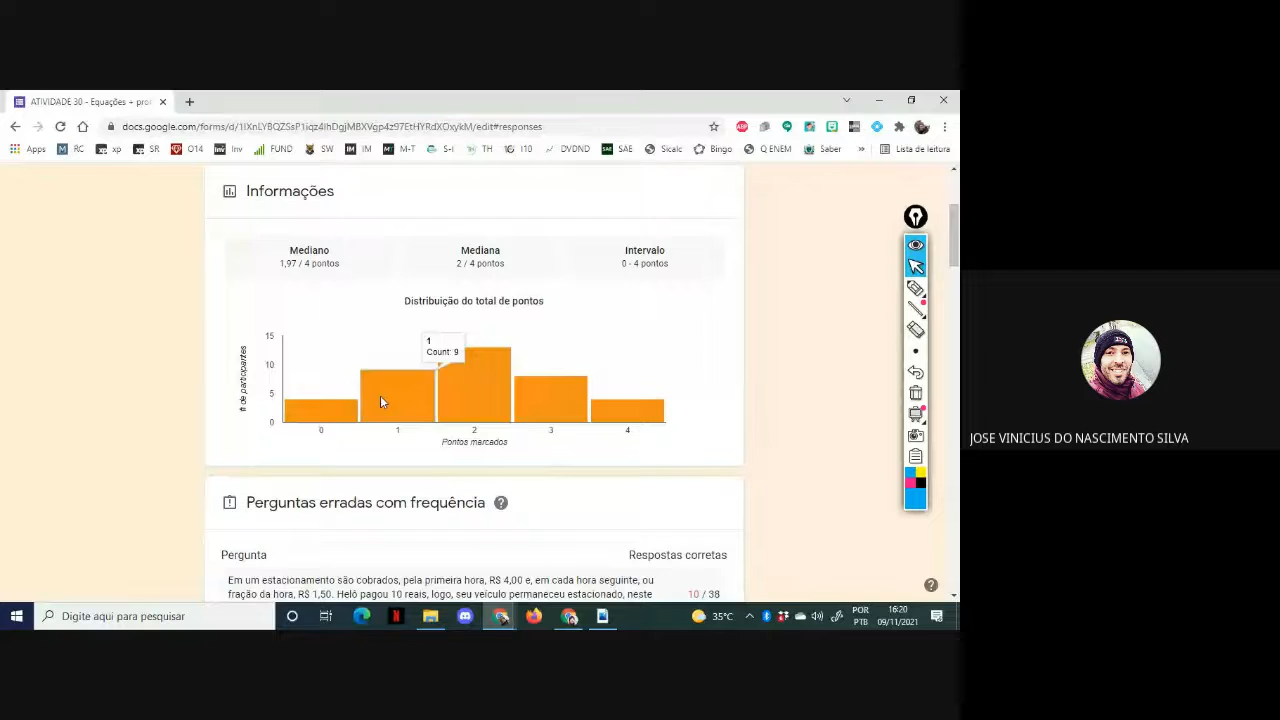 ATIVIDADE 30 - Equações + pro
docs.google.com/forms/d/
/edit#responses
Apps RC xp SR O14 Inv FUND SW IM M-T S-I TH I10 DVDND SAE Sicalc Bingo Q ENEM Saber » Lista de leitura
Informações
Mediano Mediana Intervalo
1,97 / 4 pontos 2 / 4 pontos 0 - 4 pontos
Distribuição do total de pontos
# de participantes
15
10
5
0
1
Count: 9
0 1 2 3 4
Pontos marcados
Perguntas erradas com frequência
Pergunta Respostas corretas
Em um estacionamento são cobrados, pela primeira hora, R$ 4,00 e, em cada hora seguinte, ou
fração da hora, R$ 1,50. Helô pagou 10 reais, logo, seu veículo permaneceu estacionado, neste 10 / 38
JOSE VINICIUS DO NASCIMENTO SILVA
Digite aqui para pesquisar
35°C
POR
PTB
16:20
09/11/2021